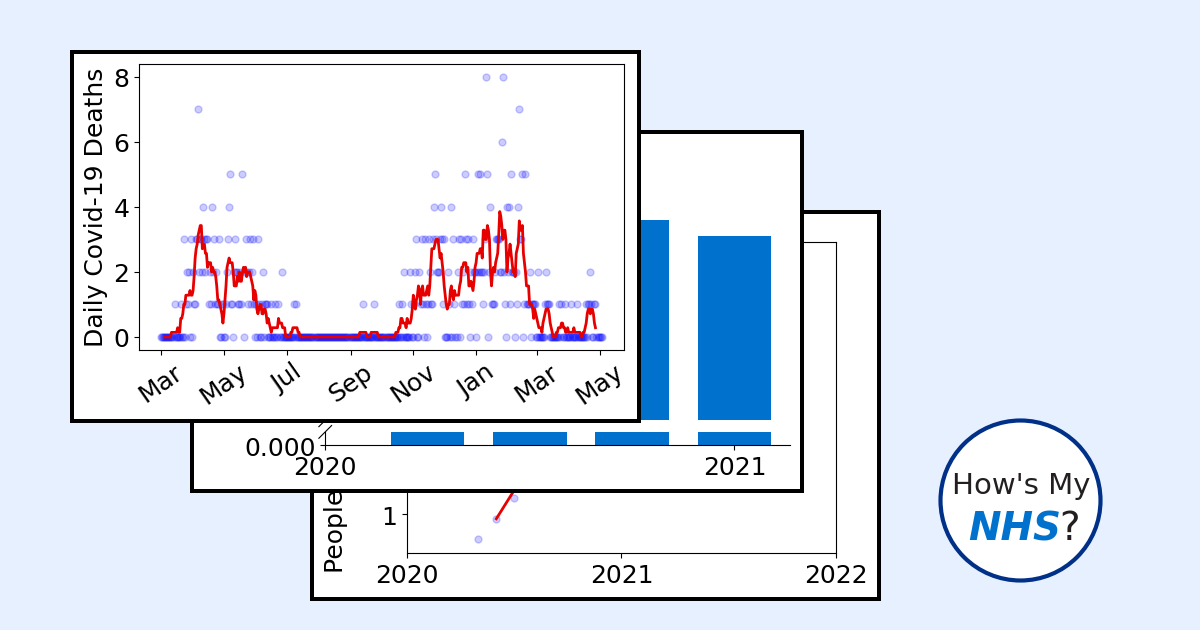 Daily Covid-19 Deaths
8
6
4
2
0
Mar May Jul Sep Nov Jan Mar May
0.000
2020 2021
People
1
2020 2021 2022
How's My
NHS?